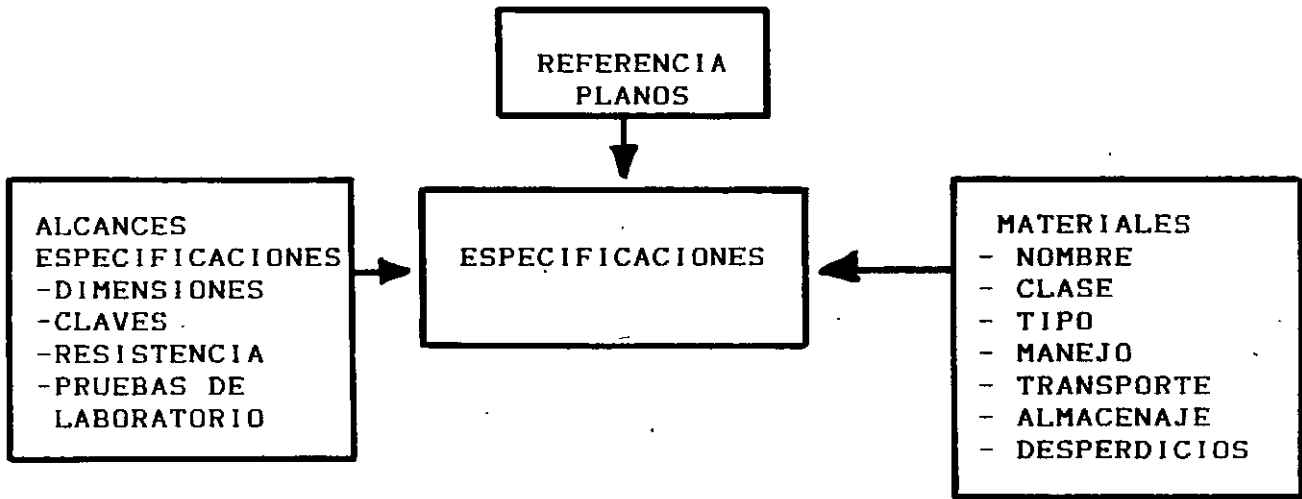 REFERENCIA
PLANOS
ALCANCES
ESPECIFICACIONES
-DIMENSIONES
-CLAVES
-RESISTENCIA
-PRUEBAS DE
LABORATORIO
ESPECIFICACIONES
MATERIALES
- NOMBRE
- CLASE
- TIPO
- MANEJO
- TRANSPORTE
- ALMACENAJE
- DESPERDICIOS